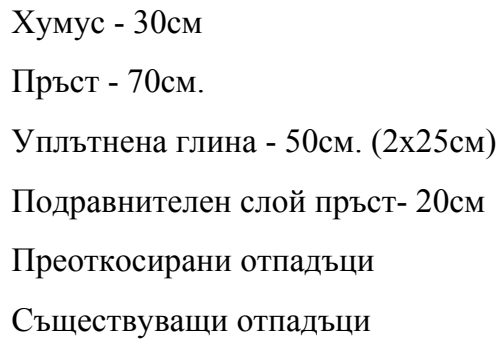 Хумус - 30см
Пръст - 70см.
Уплътнена глина - 50см. (2х25см)
Подравнителен слой пръст- 20см
Преоткосирани отпадъци
Съществуващи отпадъци